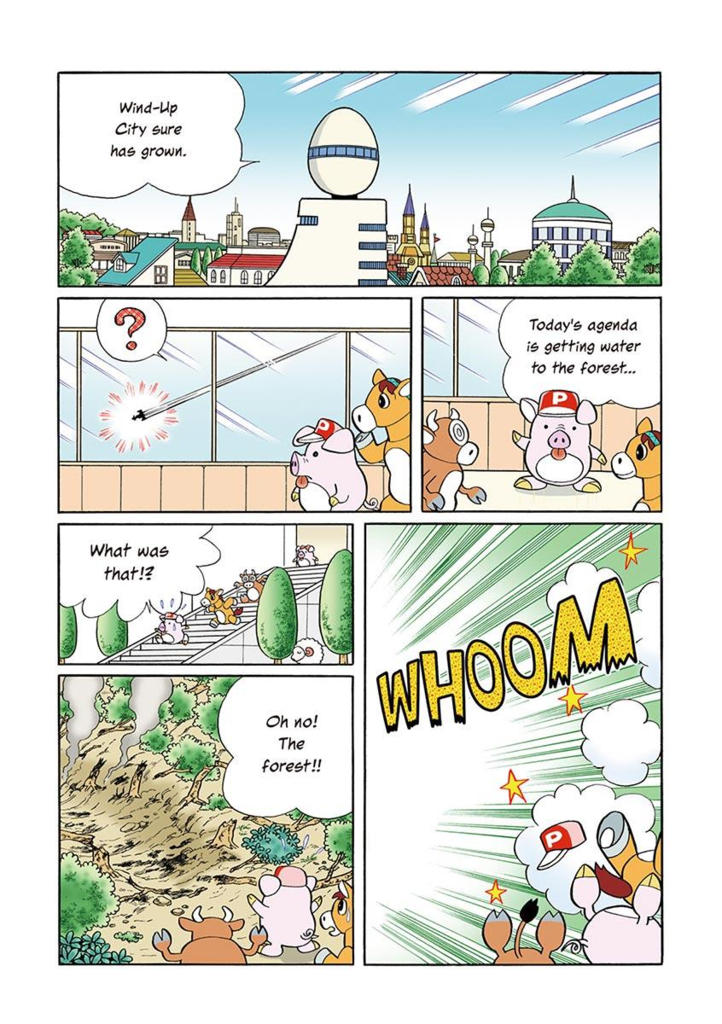 Wind-Up
City sure
has grown.
?
P
Today's agenda
is getting water
to the forest...
P
What was
that!?
WHOOM
P
Oh no!
The
forest!!